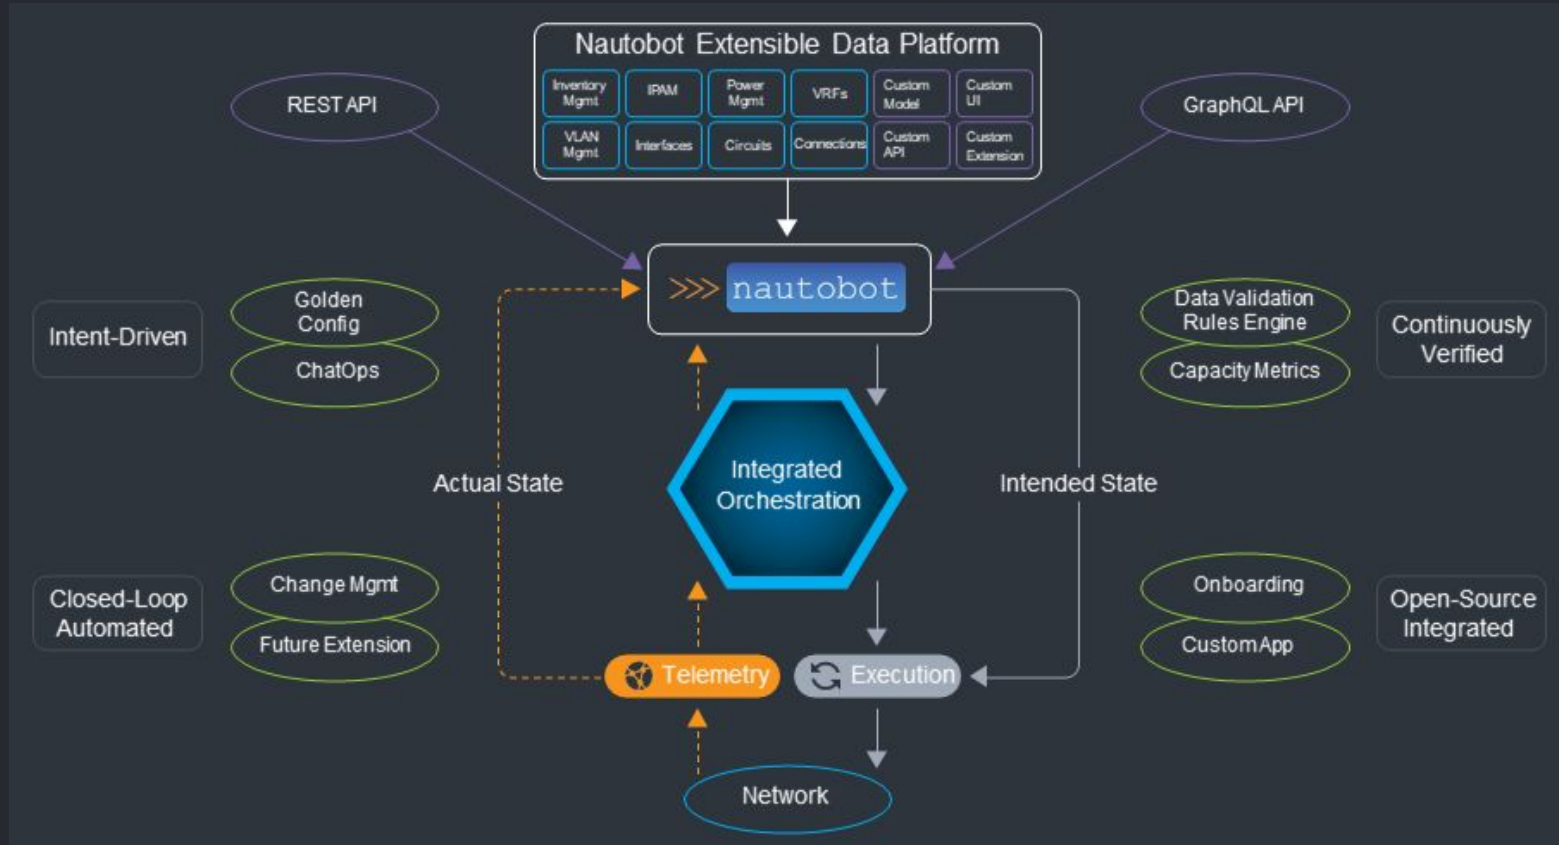 Nautobot Extensible Data Platform
Inventory
Mgmt
IPAM
Power
Mgmt
VRFs
Custom
Model
Custom
UI
VLAN
Mgmt
Interfaces
Circuits
Connections
Custom
API
Custom
Extension
REST API
GraphQL API
>>> nautobot
Intent-Driven
Golden
Config
ChatOps
Data Validation
Rules Engine
Capacity Metrics
Continuously
Verified
Integrated
Orchestration
Actual State
Intended State
Closed-Loop
Automated
Change Mgmt
Future Extension
Onboarding
Custom App
Open-Source
Integrated
Telemetry
Execution
Network